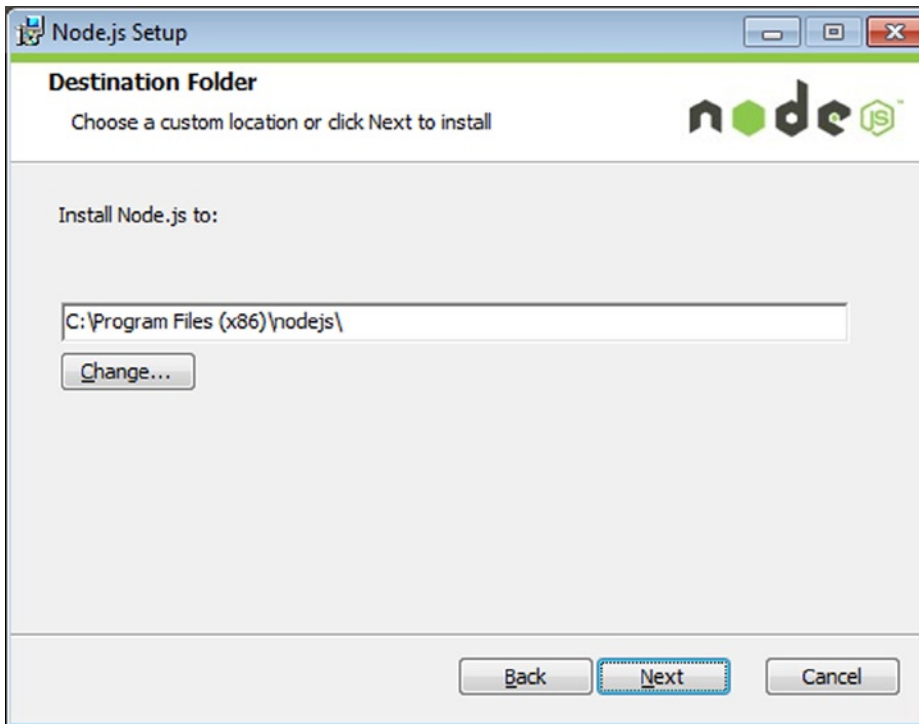 Node.js Setup
Destination Folder
Choose a custom location or click Next to install
node JS™
Install Node.js to:
C:\Program Files (x86)\nodejs\
Change...
Back
Next
Cancel